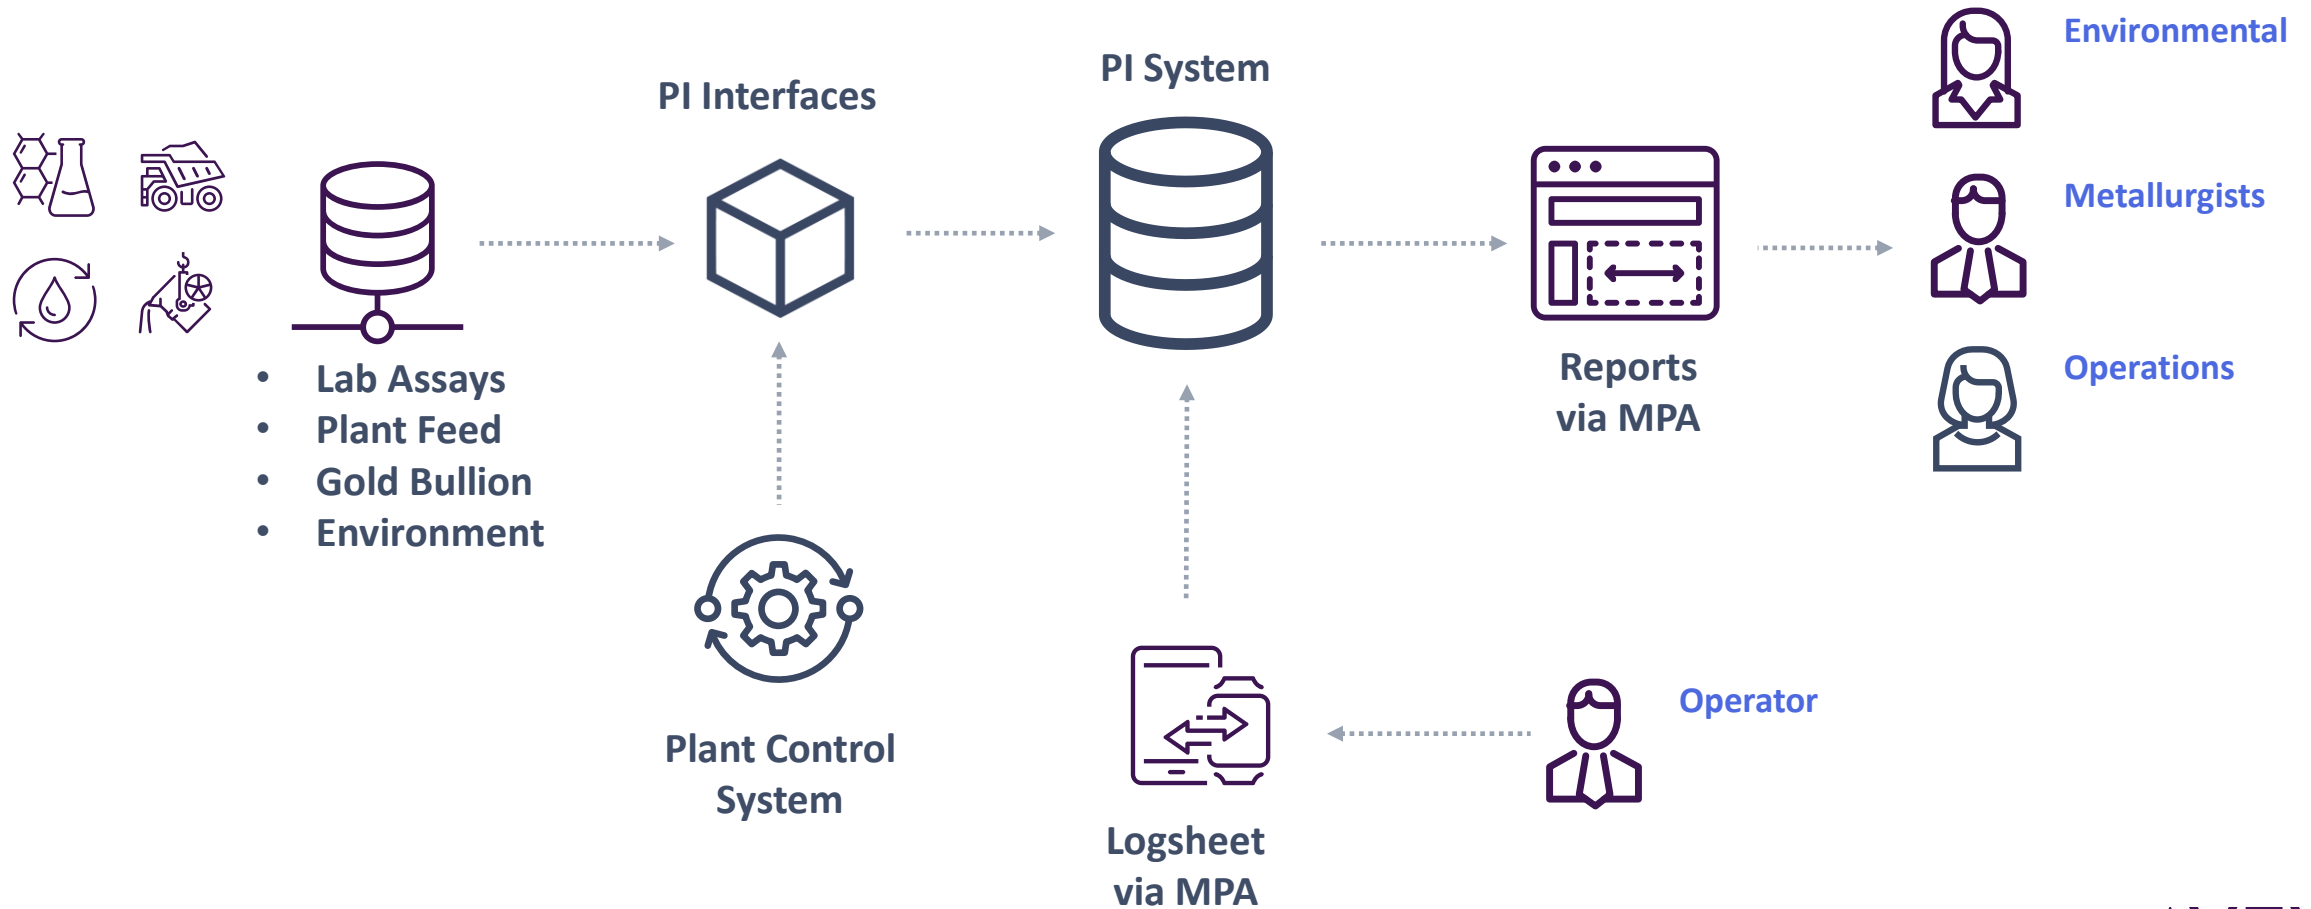 PI Interfaces
PI System
Environmental
Metallurgists
Operations
• Lab Assays
• Plant Feed
• Gold Bullion
• Environment
Reports
via MPA
Plant Control
System
Operator
Logsheet
via MPA